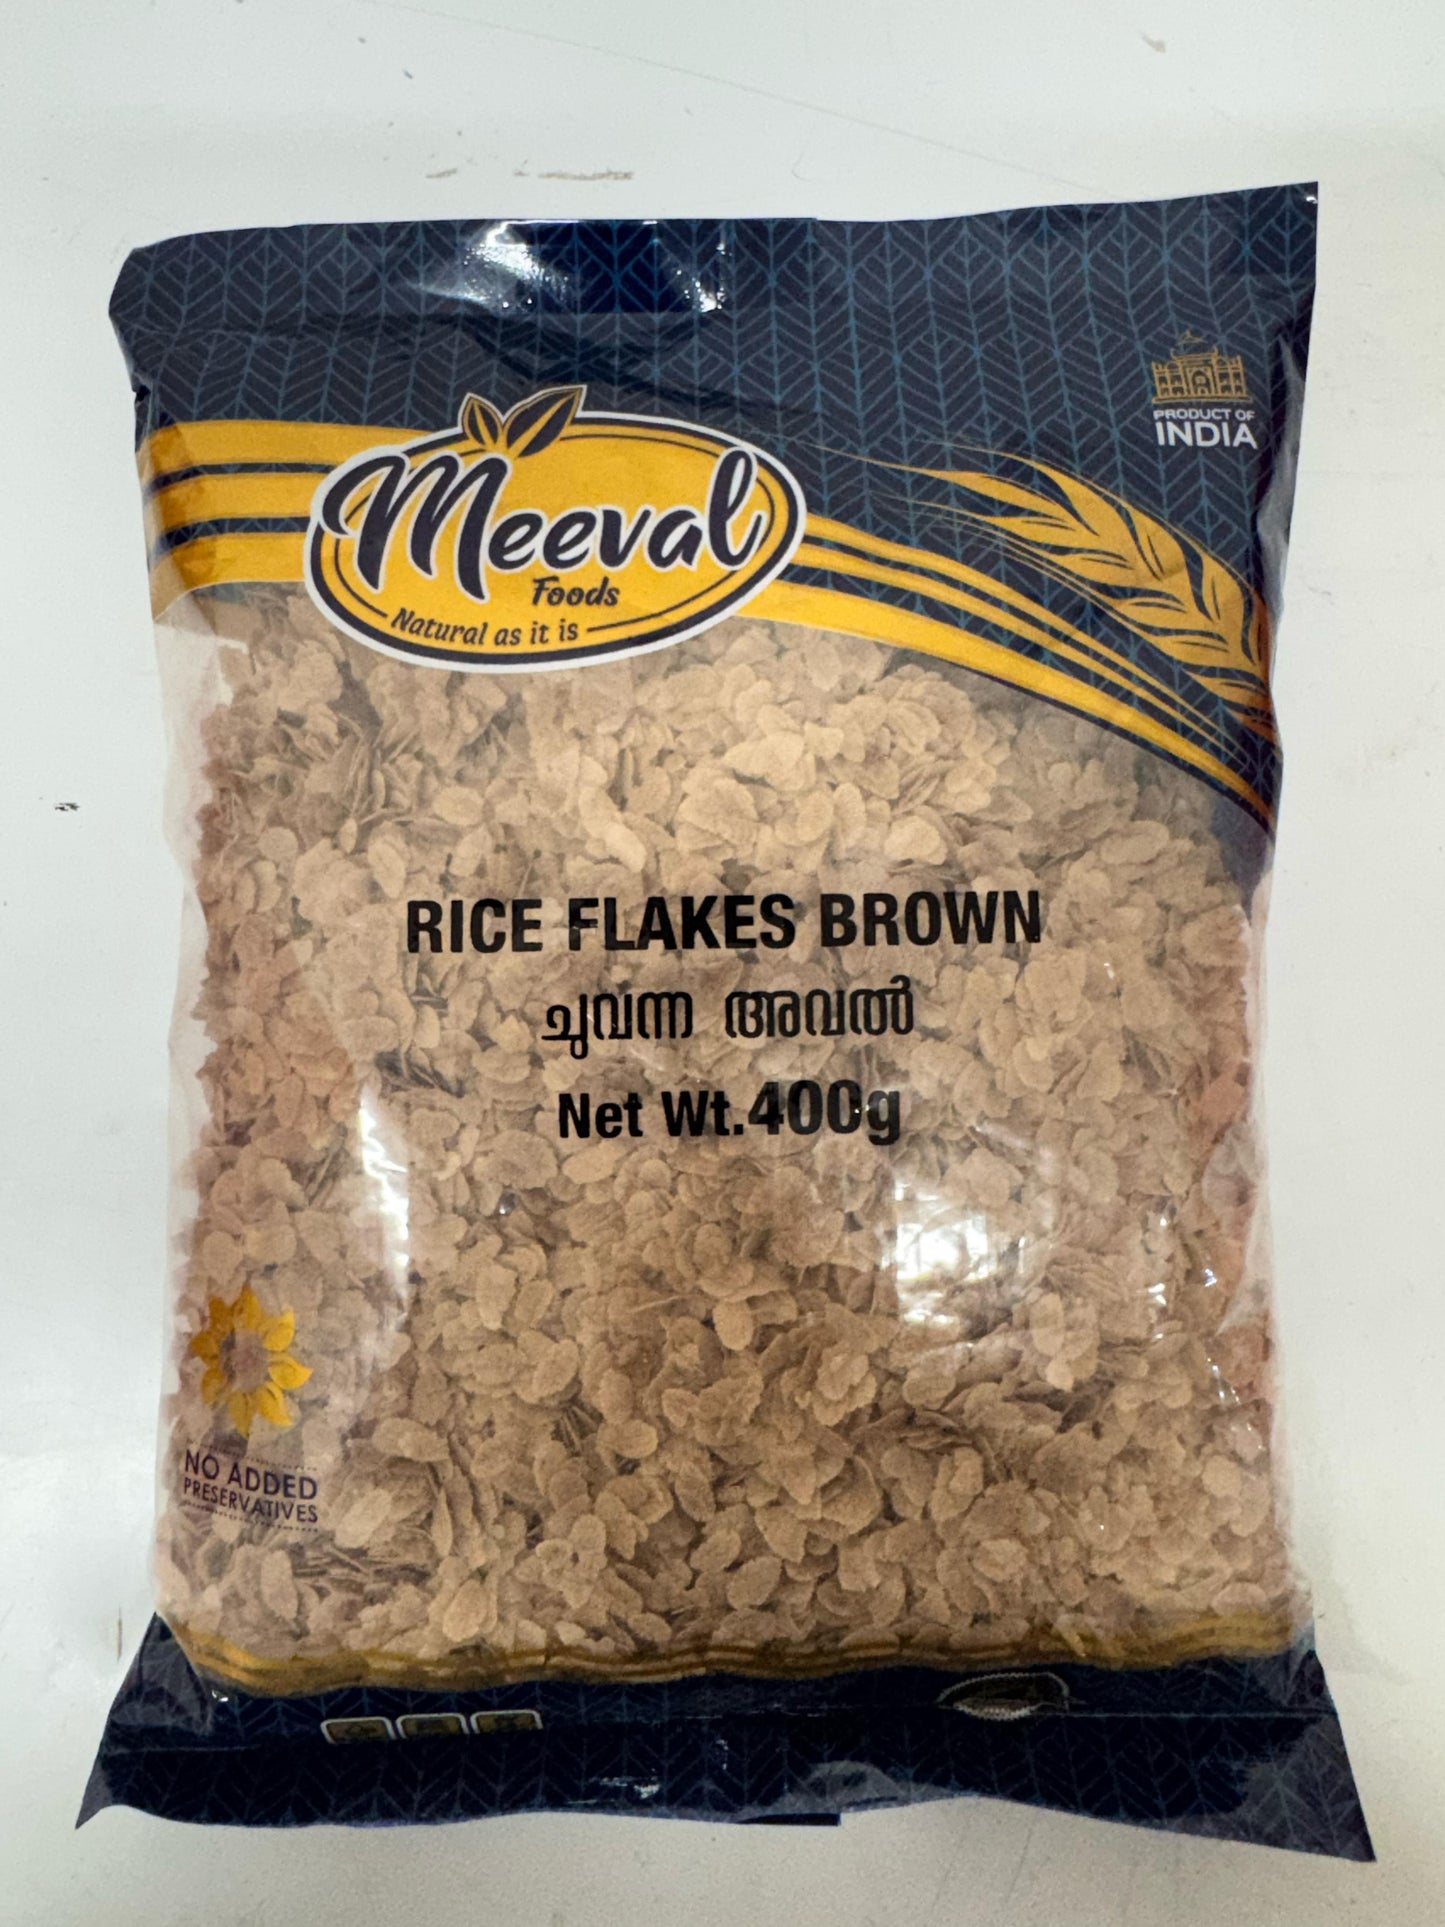 PRODUCT OF
INDIA
Meeval
Foods
Natural as it is
RICE FLAKES BROWN
ചുവന്ന അവൽ
Net Wt.400g
NO ADDED
PRESERVATIVES